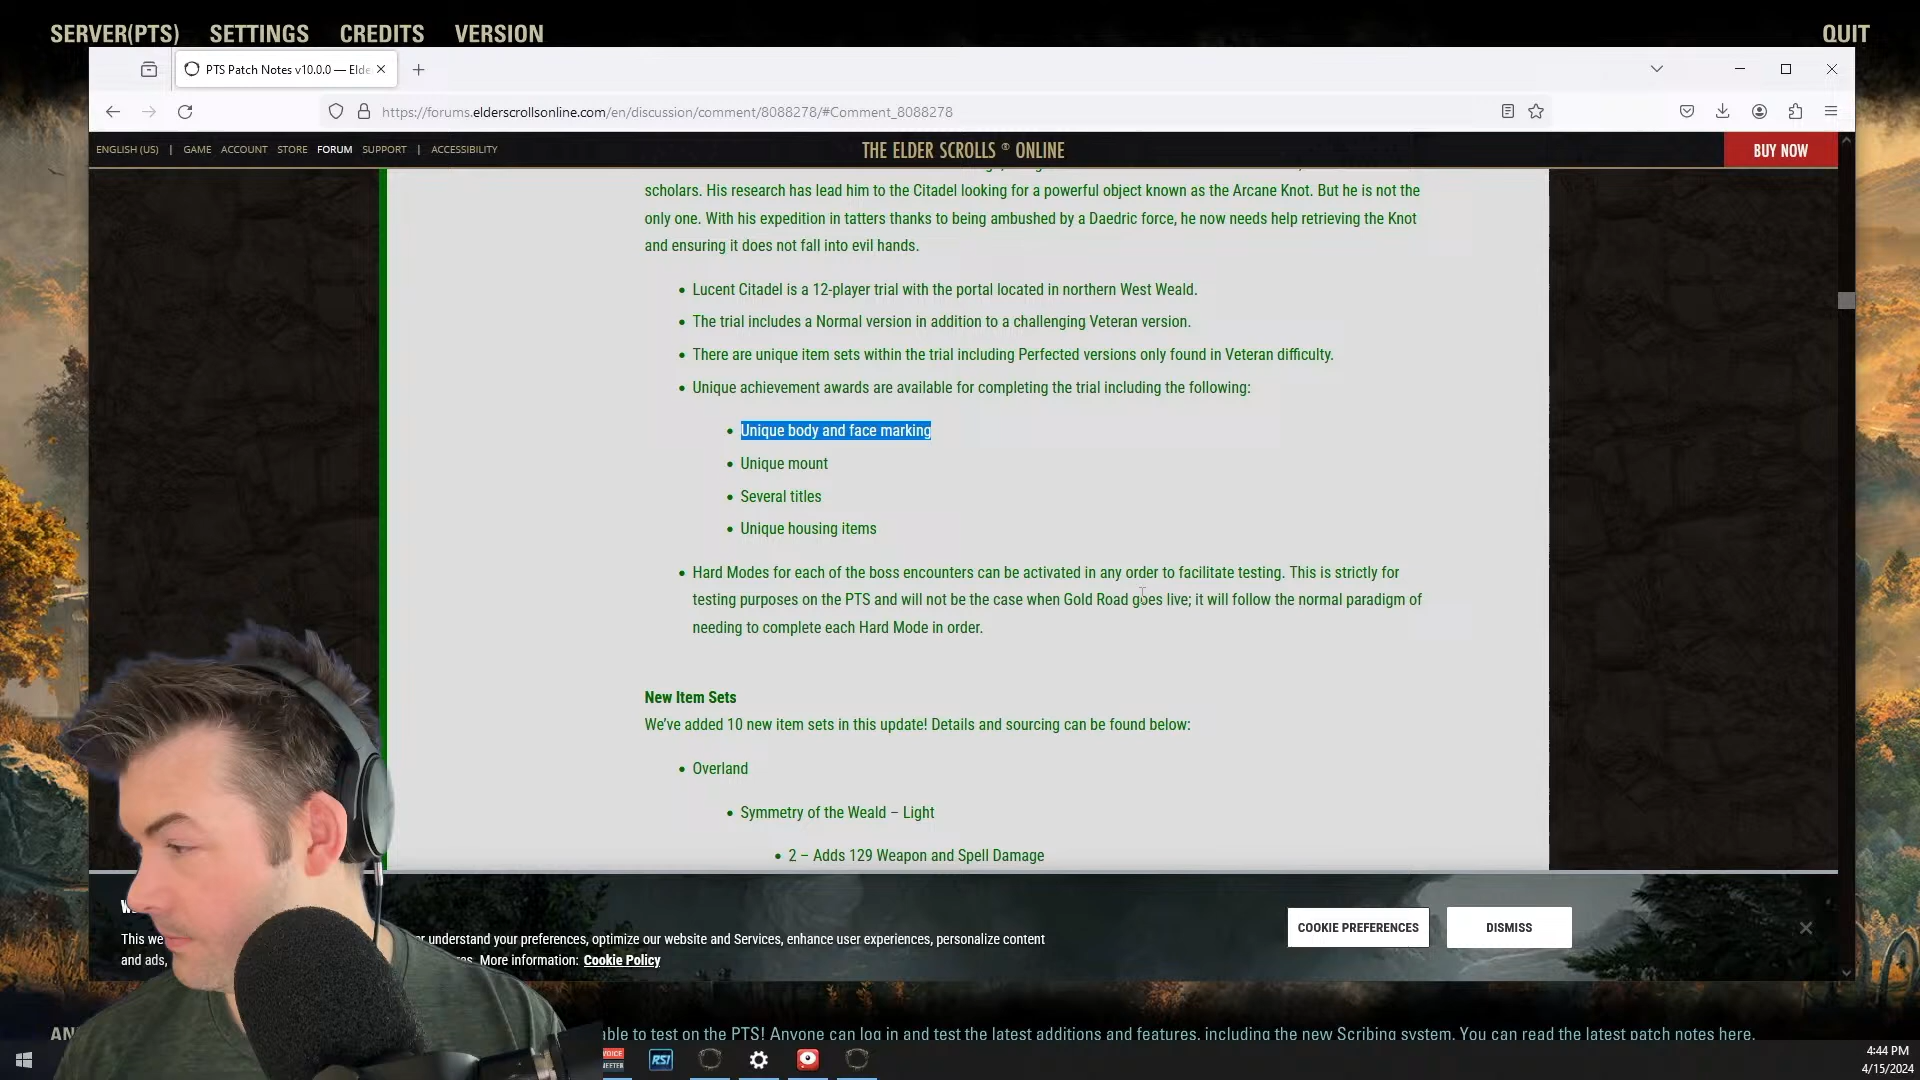 SERVER(PTS) SETTINGS CREDITS VERSION QUIT
PTS Patch Notes v10.0.0 — Elde
https://forums.elderscrollsonline.com/en/discussion/comment/8088278/#Comment_8088278
ENGLISH (US) | GAME ACCOUNT STORE FORUM SUPPORT | ACCESSIBILITY THE ELDER SCROLLS ® ONLINE BUY NOW
scholars. His research has lead him to the Citadel looking for a powerful object known as the Arcane Knot. But he is not the
only one. With his expedition in tatters thanks to being ambushed by a Daedric force, he now needs help retrieving the Knot
and ensuring it does not fall into evil hands.
• Lucent Citadel is a 12-player trial with the portal located in northern West Weald.
• The trial includes a Normal version in addition to a challenging Veteran version.
• There are unique item sets within the trial including Perfected versions only found in Veteran difficulty.
• Unique achievement awards are available for completing the trial including the following:
• Unique body and face marking
• Unique mount
• Several titles
• Unique housing items
• Hard Modes for each of the boss encounters can be activated in any order to facilitate testing. This is strictly for
testing purposes on the PTS and will not be the case when Gold Road goes live; it will follow the normal paradigm of
needing to complete each Hard Mode in order.
New Item Sets
We've added 10 new item sets in this update! Details and sourcing can be found below:
• Overland
• Symmetry of the Weald – Light
• 2 – Adds 129 Weapon and Spell Damage
COOKIE PREFERENCES DISMISS
This we r understand your preferences, optimize our website and Services, enhance user experiences, personalize content
and ads, More information: Cookie Policy
AN able to test on the PTS! Anyone can log in and test the latest additions and features, including the new Scribing system. You can read the latest patch notes here.
VOICE
MEETER
RSI
4:44 PM
4/15/2024